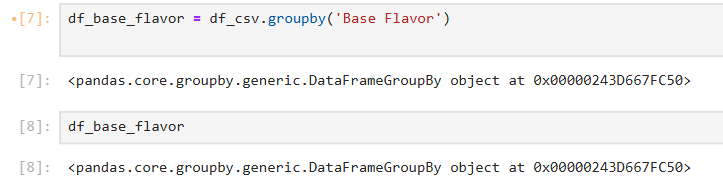 [7]: df_base_flavor = df_csv.groupby('Base Flavor')
[7]: <pandas.core.groupby.generic.DataFrameGroupBy object at 0x00000243D667FC50>
[8]: df_base_flavor
[8]: <pandas.core.groupby.generic.DataFrameGroupBy object at 0x00000243D667FC50>